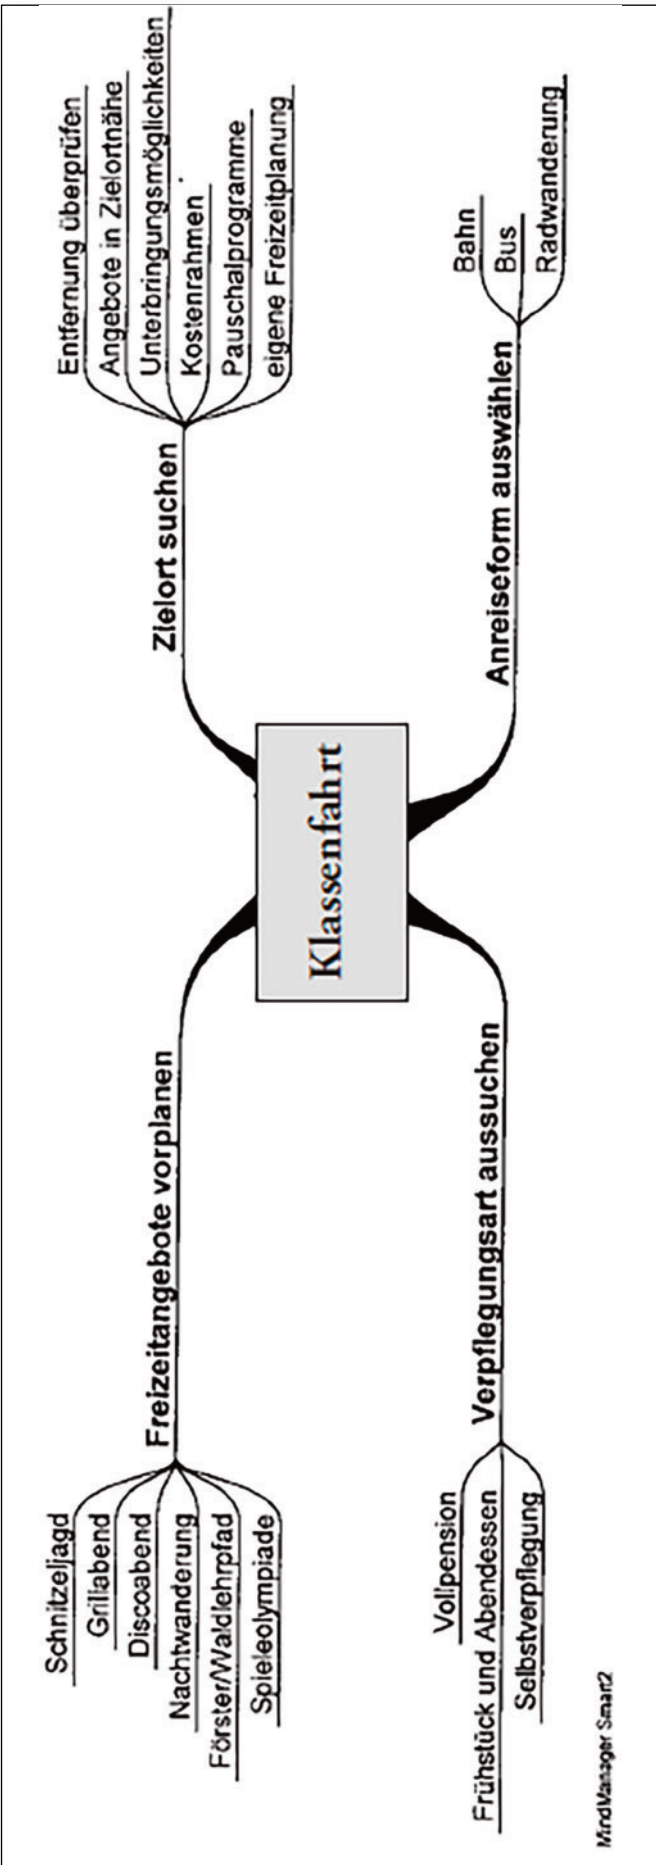 Klassenfahrt
Zielort suchen
Entfernung überprüfen
Angebote in Zielortnähe
Unterbringungsmöglichkeiten
Kostenrahmen
Pauschalprogramme
eigene Freizeitplanung
Anreiseform auswählen
Bahn
Bus
Radwanderung
Verpflegungsart aussuchen
Vollpension
Frühstück und Abendessen
Selbstverpflegung
Freizeitangebote vorplanen
Schnitzeljagd
Grillabend
Discoabend
Nachtwanderung
Förster/Waldlehrpfad
Spieleolympiade
MindManager Smart2